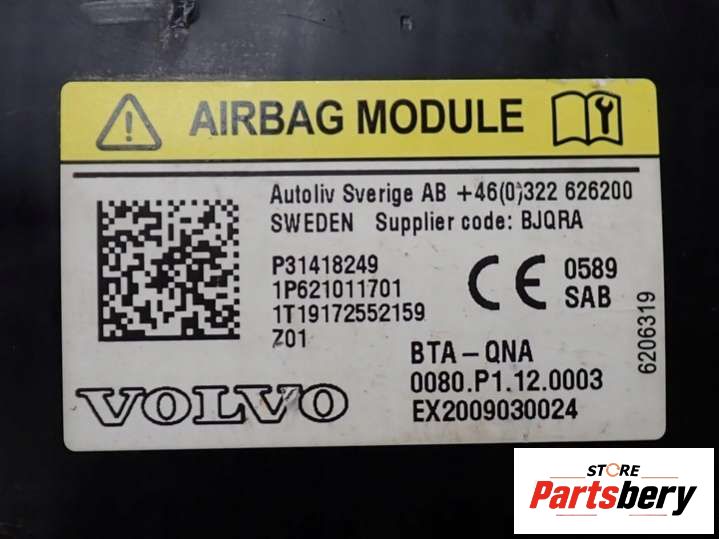 AIRBAG MODULE
Autoliv Sverige AB +46(0)322 626200
SWEDEN Supplier code: BJQRA
P31418249
1P621011701
1T19172552159
Z01
CE 0589
SAB
6206319
BTA-QNA
0080.P1.12.0003
EX2009030024
VOLVO
STORE
Partsbery